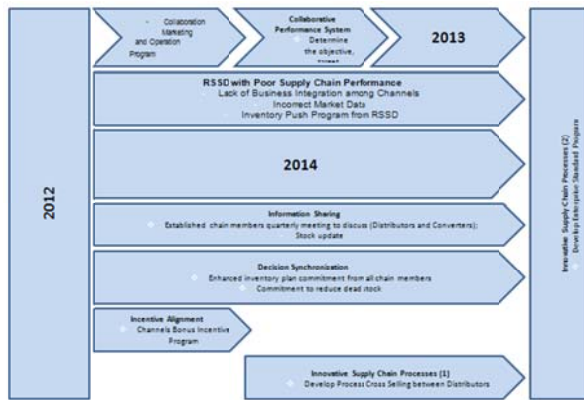 2012
Collaboration
Marketing
and Operation
Program
Collaborative
Performance System
Determine
the objective,
2013
RSSD with Poor Supply Chain Performance
Lack of Business Integration among Channels
Incorrect Market Data
Inventory Push Program from RSSD
2014
Information Sharing
Established chain members quarterly meeting to discuss (Distributors and Converters);
Stock update
Decision Synchronization
Enhanced inventory plan commitment from all chain members
Commitment to reduce dead stock
Incentive Alignment
Channels Bonus Incentive
Program
Innovative Supply Chain Processes (1)
Develop Process Cross Selling between Distributors
Innovative Supply Chain Processes (2)
Develop Enterprise Standard Program